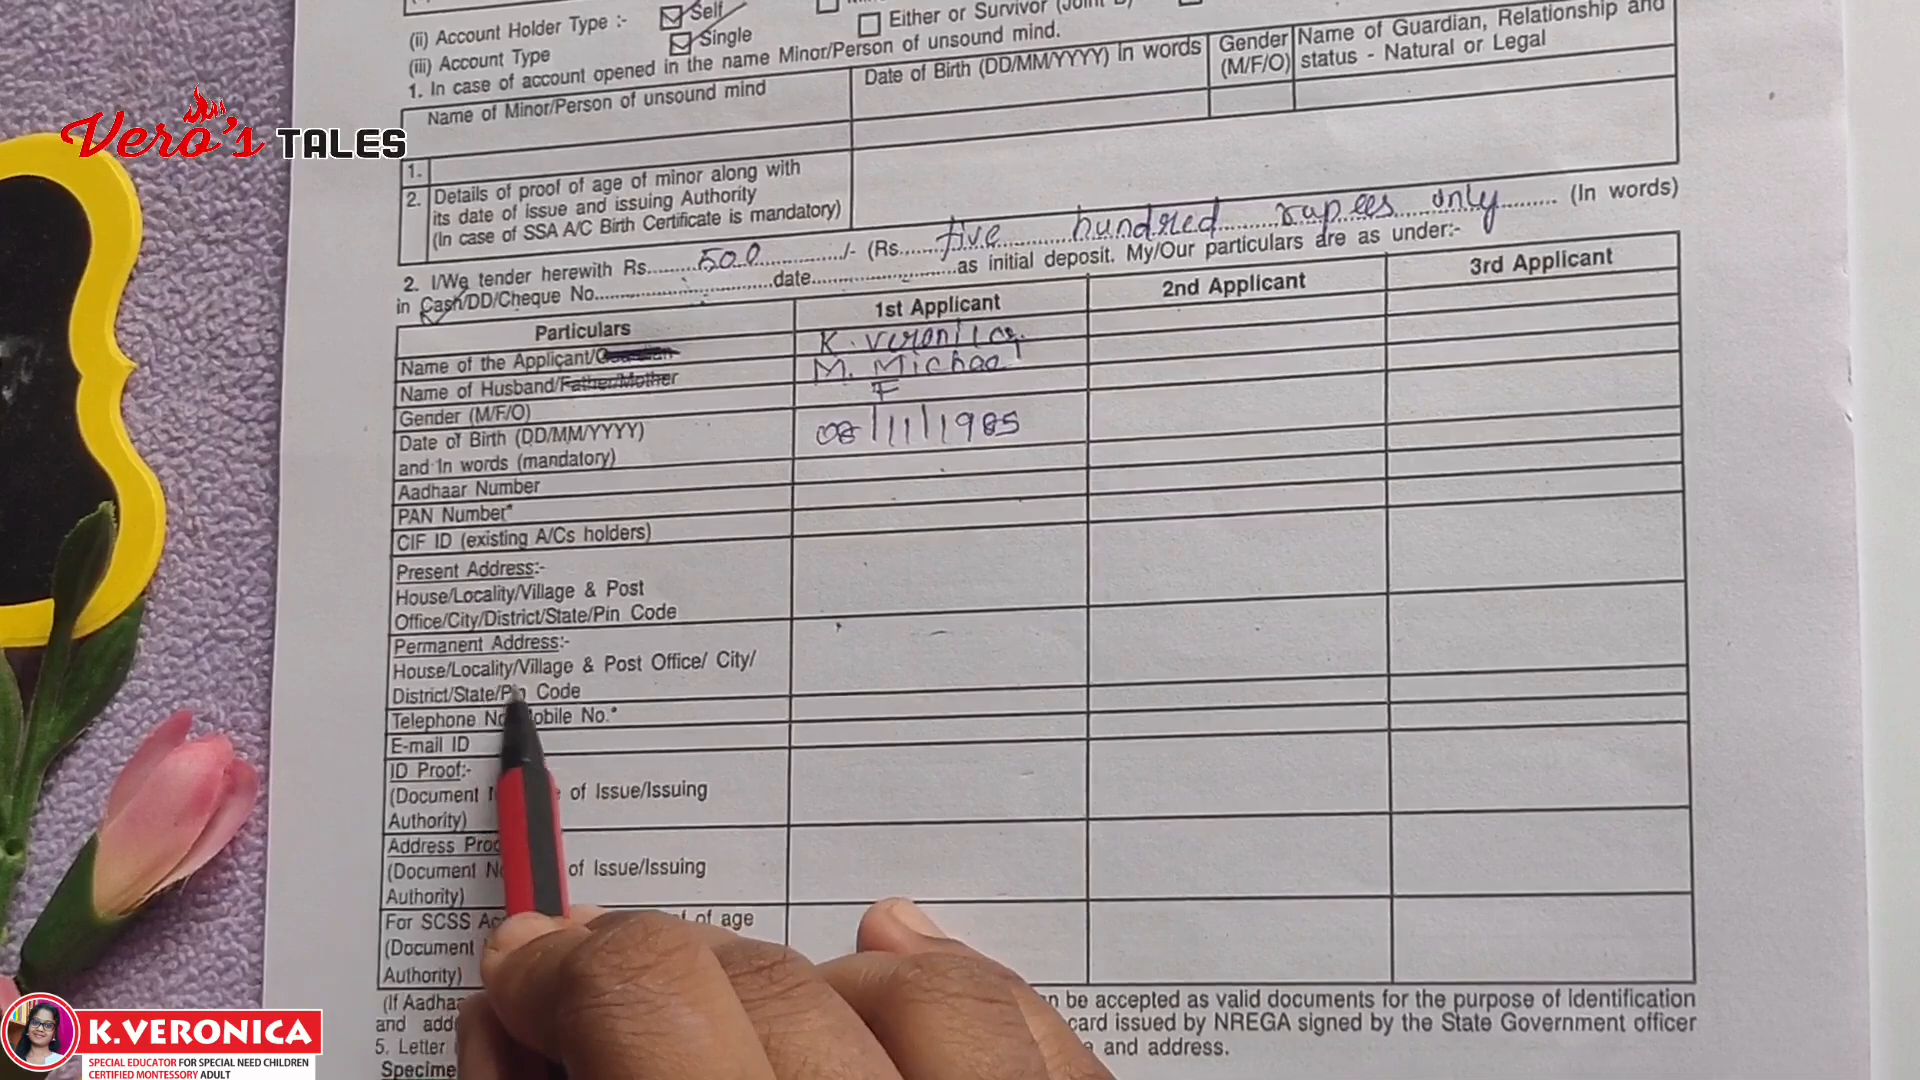 (ii) Account Holder Type :- Self
(iii) Account Type Single Either or Survivor (Joint B)
1. In case of account opened in the name Minor/Person of unsound mind.
Name of Minor/Person of unsound mind Date of Birth (DD/MM/YYYY) In words Gender (M/F/O) Name of Guardian, Relationship and status - Natural or Legal
Vero's TALES
1.
2. Details of proof of age of minor along with
its date of issue and issuing Authority
(In case of SSA A/C Birth Certificate is mandatory)
2. I/We tender herewith Rs. 500 /- (Rs. five hundred rupees only (In words)
in Cash/DD/Cheque No. date as initial deposit. My/Our particulars are as under:-
Particulars 1st Applicant 2nd Applicant 3rd Applicant
Name of the Applicant/ K. Veronica
Name of Husband/Father/Mother M. Michael
Gender (M/F/O) F
Date of Birth (DD/MM/YYYY) 08/11/1985
and In words (mandatory)
Aadhaar Number
PAN Number*
CIF ID (existing A/Cs holders)
Present Address:-
House/Locality/Village & Post
Office/City/District/State/Pin Code
Permanent Address:-
House/Locality/Village & Post Office/ City/
District/State/Pin Code
Telephone No Mobile No.*
E-mail ID
ID Proof:-
(Document of Issue/Issuing
Authority)
Address
(Document of Issue/Issuing
Authority)
For SCSS of age
(Document
Authority)
(If be accepted as valid documents for the purpose of Identification
and card issued by NREGA signed by the State Government officer
5. Letter and address.
K.VERONICA
SPECIAL EDUCATOR FOR SPECIAL NEED CHILDREN
CERTIFIED MONTESSORY ADULT